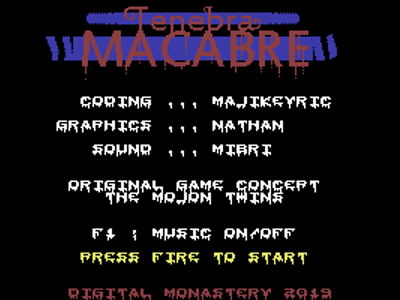 Tenebra
MACABRE
CODING ... MAJIKEYRIC
GRAPHICS ... NATHAN
SOUND ... MIBRI
ORIGINAL GAME CONCEPT
THE MOJON TWINS
F1 : MUSIC ON/OFF
PRESS FIRE TO START
DIGITAL MONASTERY 2019